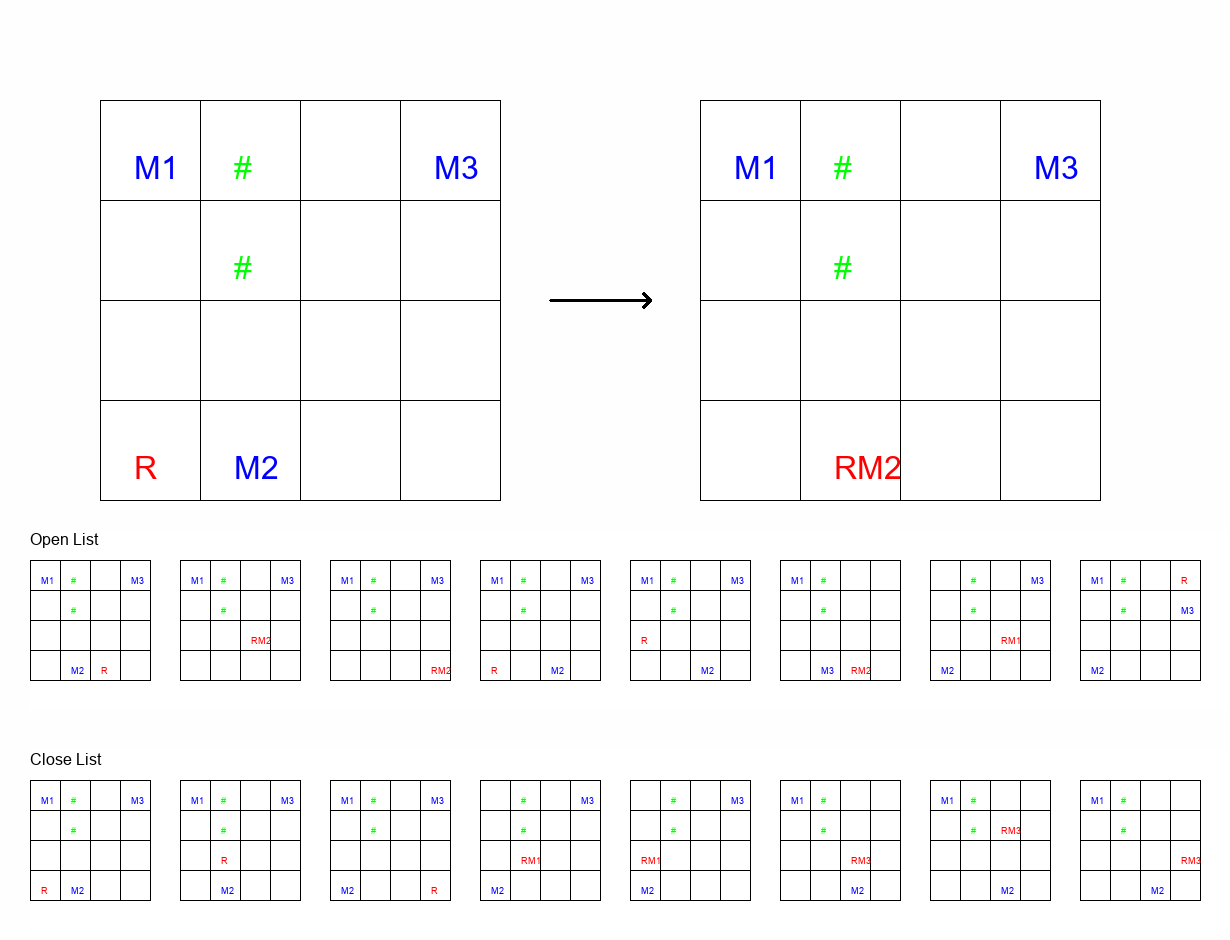 M1 # M3 M1 # M3
# #
R M2 RM2
Open List
M1 # M3 M1 # M3 M1 # M3 M1 # M3 M1 # M3 M1 # # M3 M1 # R
# # # # # # # # M3
RM2 R RM1
M2 R RM2 R M2 M2 M3 RM2 M2 M2
Close List
M1 # M3 M1 # M3 M1 # M3 # M3 # M3 M1 # M1 # M1 #
# # # # # # # RM3 #
R RM1 RM1 RM3 RM3
R M2 M2 M2 R M2 M2 M2 M2 M2